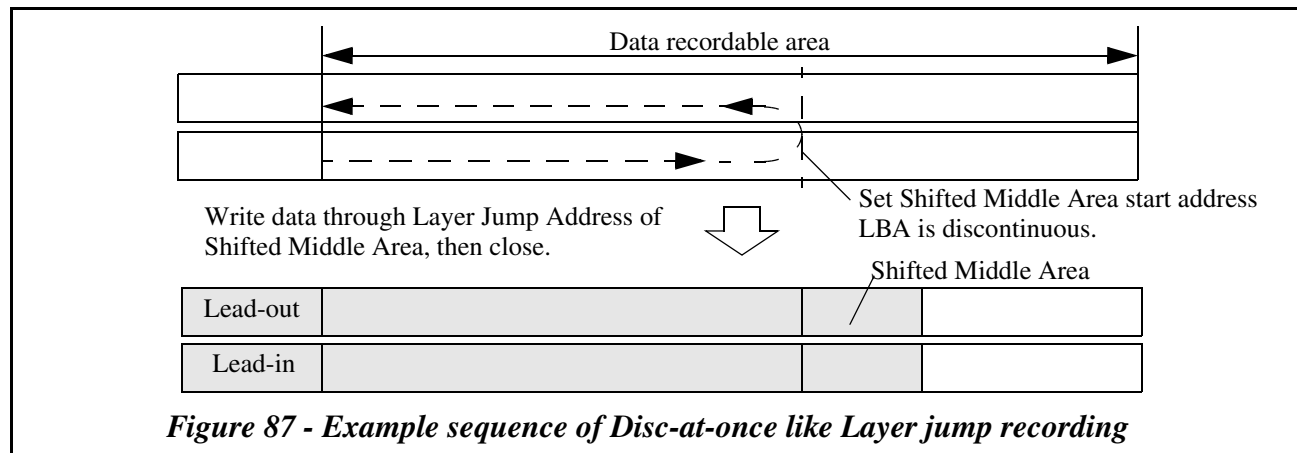 Data recordable area
Set Shifted Middle Area start address
LBA is discontinuous.
Write data through Layer Jump Address of
Shifted Middle Area, then close.
Shifted Middle Area
Lead-out
Lead-in
Figure 87 - Example sequence of Disc-at-once like Layer jump recording